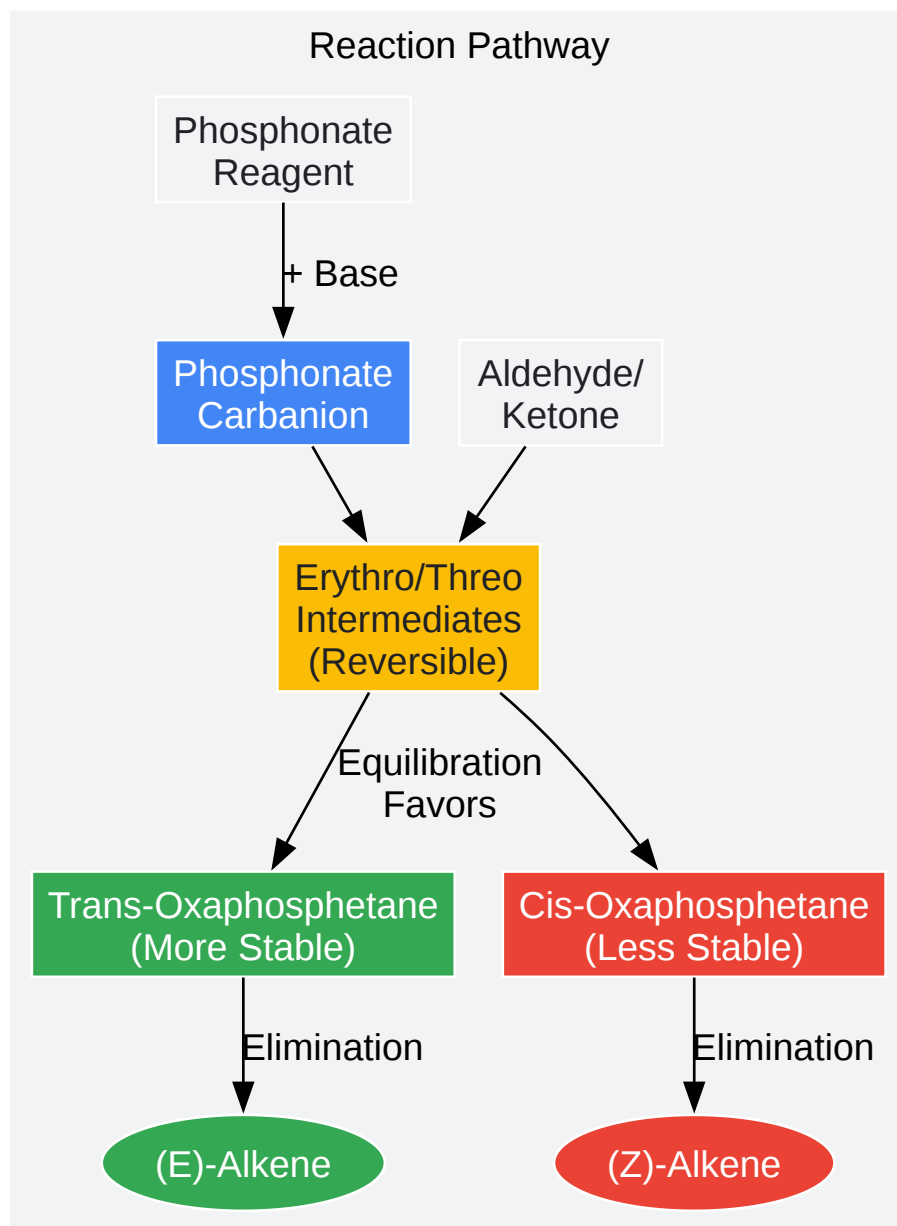 Reaction Pathway
Phosphonate
Reagent
+ Base
Phosphonate
Carbanion
Aldehyde/
Ketone
Erythro/Threo
Intermediates
(Reversible)
Equilibration
Favors
Trans-Oxaphosphetane
(More Stable)
Cis-Oxaphosphetane
(Less Stable)
Elimination
Elimination
(E)-Alkene
(Z)-Alkene